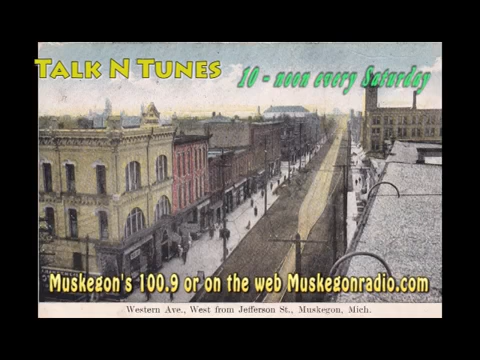 Talk N Tunes
10 - noon every Saturday
Muskegon's 100.9 or on the web Muskegonradio.com
Western Ave., West from Jefferson St., Muskegon, Mich.